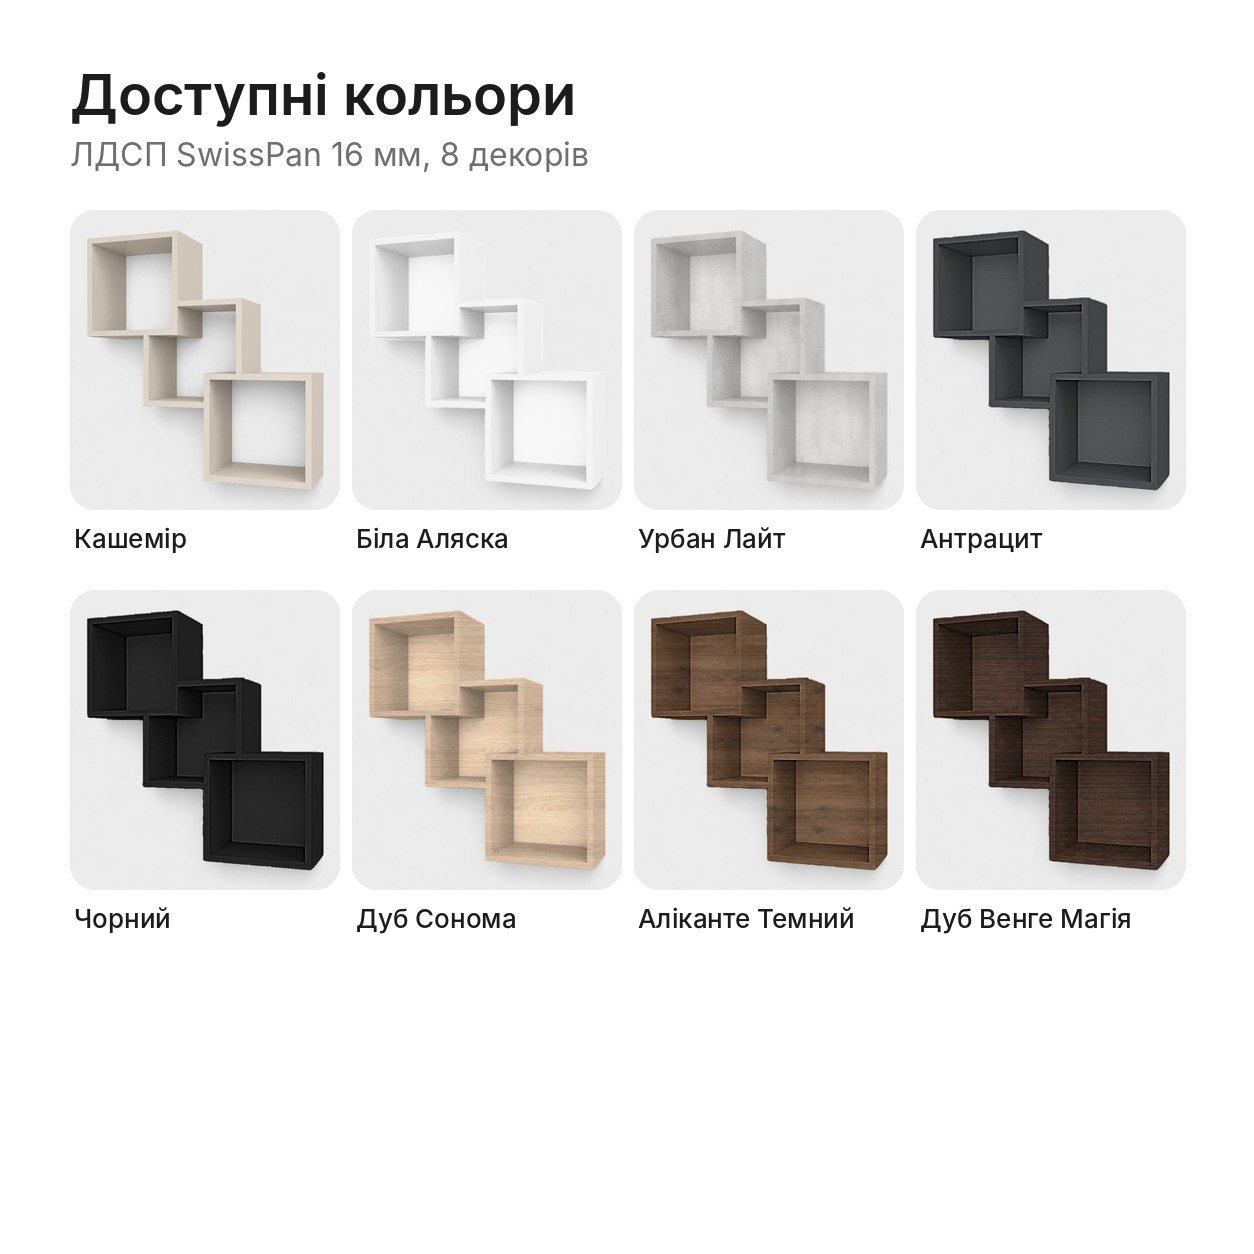 Доступні кольори
ЛДСП SwissPan 16 мм, 8 декорів
Кашемір
Біла Аляска
Урбан Лайт
Антрацит
Чорний
Дуб Сонома
Аліканте Темний
Дуб Венге Магія